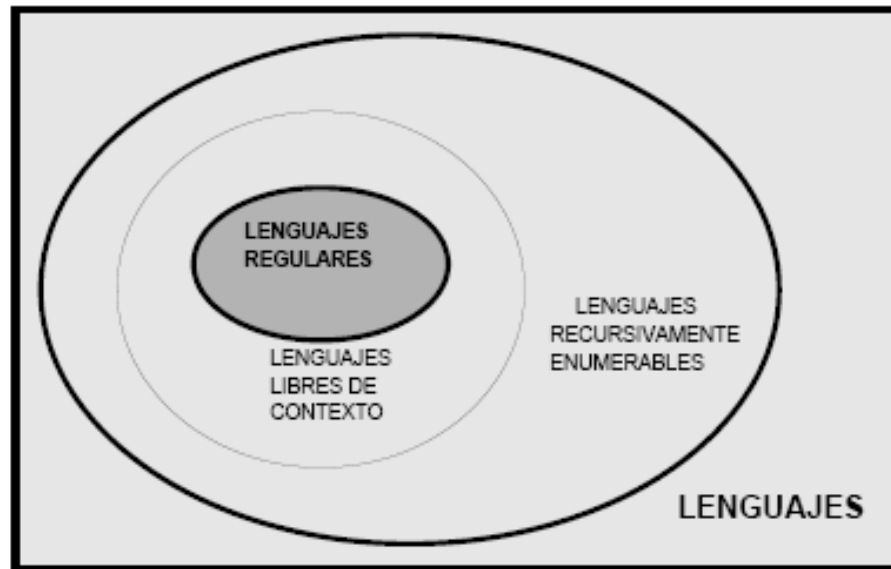 LENGUAJES
REGULARES
LENGUAJES
RECURSIVAMENTE
ENUMERABLES
LENGUAJES
LIBRES DE
CONTEXTO
LENGUAJES